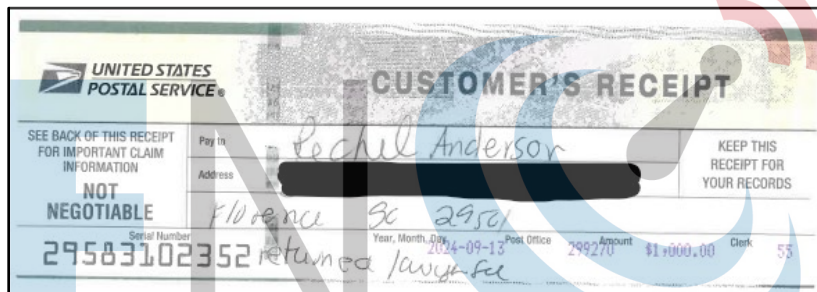 UNITED STATES
POSTAL SERVICE®
CUSTOMER'S RECEIPT
SEE BACK OF THIS RECEIPT
FOR IMPORTANT CLAIM
INFORMATION
NOT
NEGOTIABLE
Pay to Rechel Anderson
Address
KEEP THIS
RECEIPT FOR
YOUR RECORDS
Florence SC 29501
Serial Number
29583102352
Year, Month, Day 2024-09-13
Post Office 299270
Amount $1,000.00
Clerk 55
returned